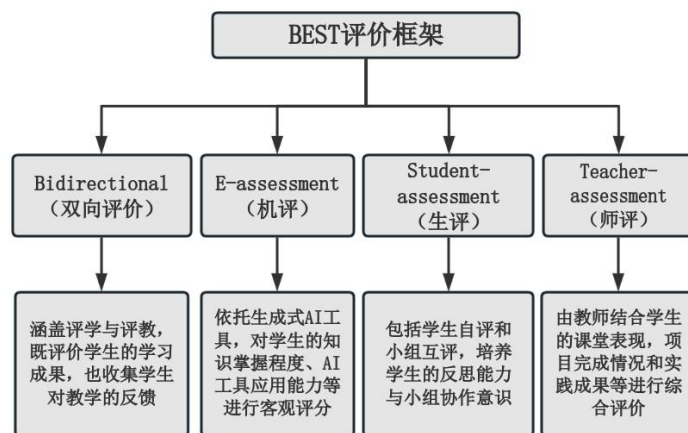 BEST评价框架
Bidirectional
（双向评价）
E-assessment
（机评）
Student-
assessment
（生评）
Teacher-
assessment
（师评）
涵盖评学与评教，
既评价学生的学习
成果，也收集学生
对教学的反馈
依托生成式AI工
具，对学生的知
识掌握程度、AI
工具应用能力等
进行客观评分
包括学生自评和
小组互评，培养
学生的反思能力
与小组协作意识
由教师结合学生
的课堂表现，项
目完成情况和实
践成果等进行综
合评价